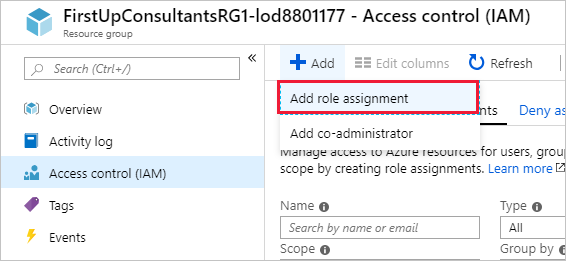 FirstUpConsultantsRG1-lod8801177 - Access control (IAM)
Resource group
Search (Ctrl+/)
«
Add
Edit columns
Refresh
Add role assignment
Add co-administrator
Overview
Activity log
Access control (IAM)
Tags
Events
nts
Deny as
Manage access to Azure resources for users, group
scope by creating role assignments. Learn more
Name
Type
Search by name or email
All
Scope
Group by